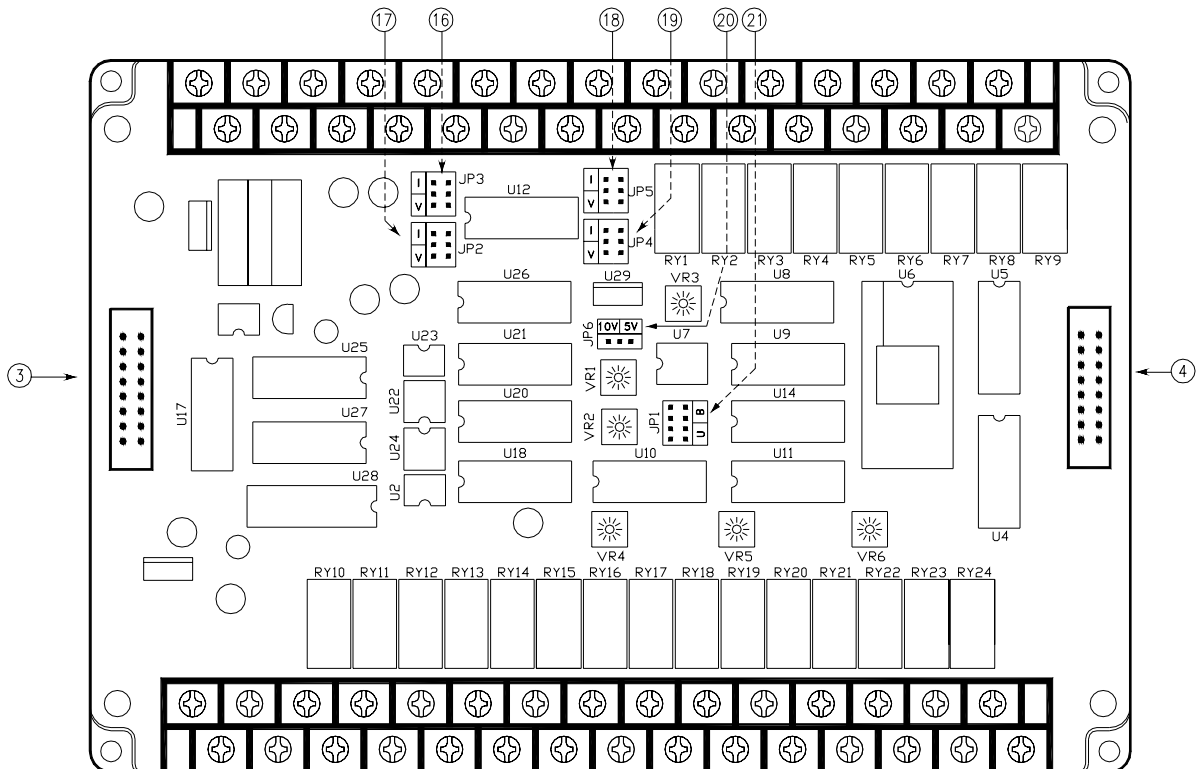 17 16 18 19 20 21
I JP3
V
U12
I JP5
V
I
V JP2
I
V JP4
RY1 RY2 RY3 RY4 RY5 RY6 RY7 RY8 RY9
U26 U29 VR3 U8 U6 U5
JP6 10V 5V
U25 U23 U21 U7 U9
3 4
VR1
U17 U22 U20 U14
U27 VR2 JP1 B
U
U24 U18 U10 U11
U28 U2
U4
VR4 VR5 VR6
RY10 RY11 RY12 RY13 RY14 RY15 RY16 RY17 RY18 RY19 RY20 RY21 RY22 RY23 RY24